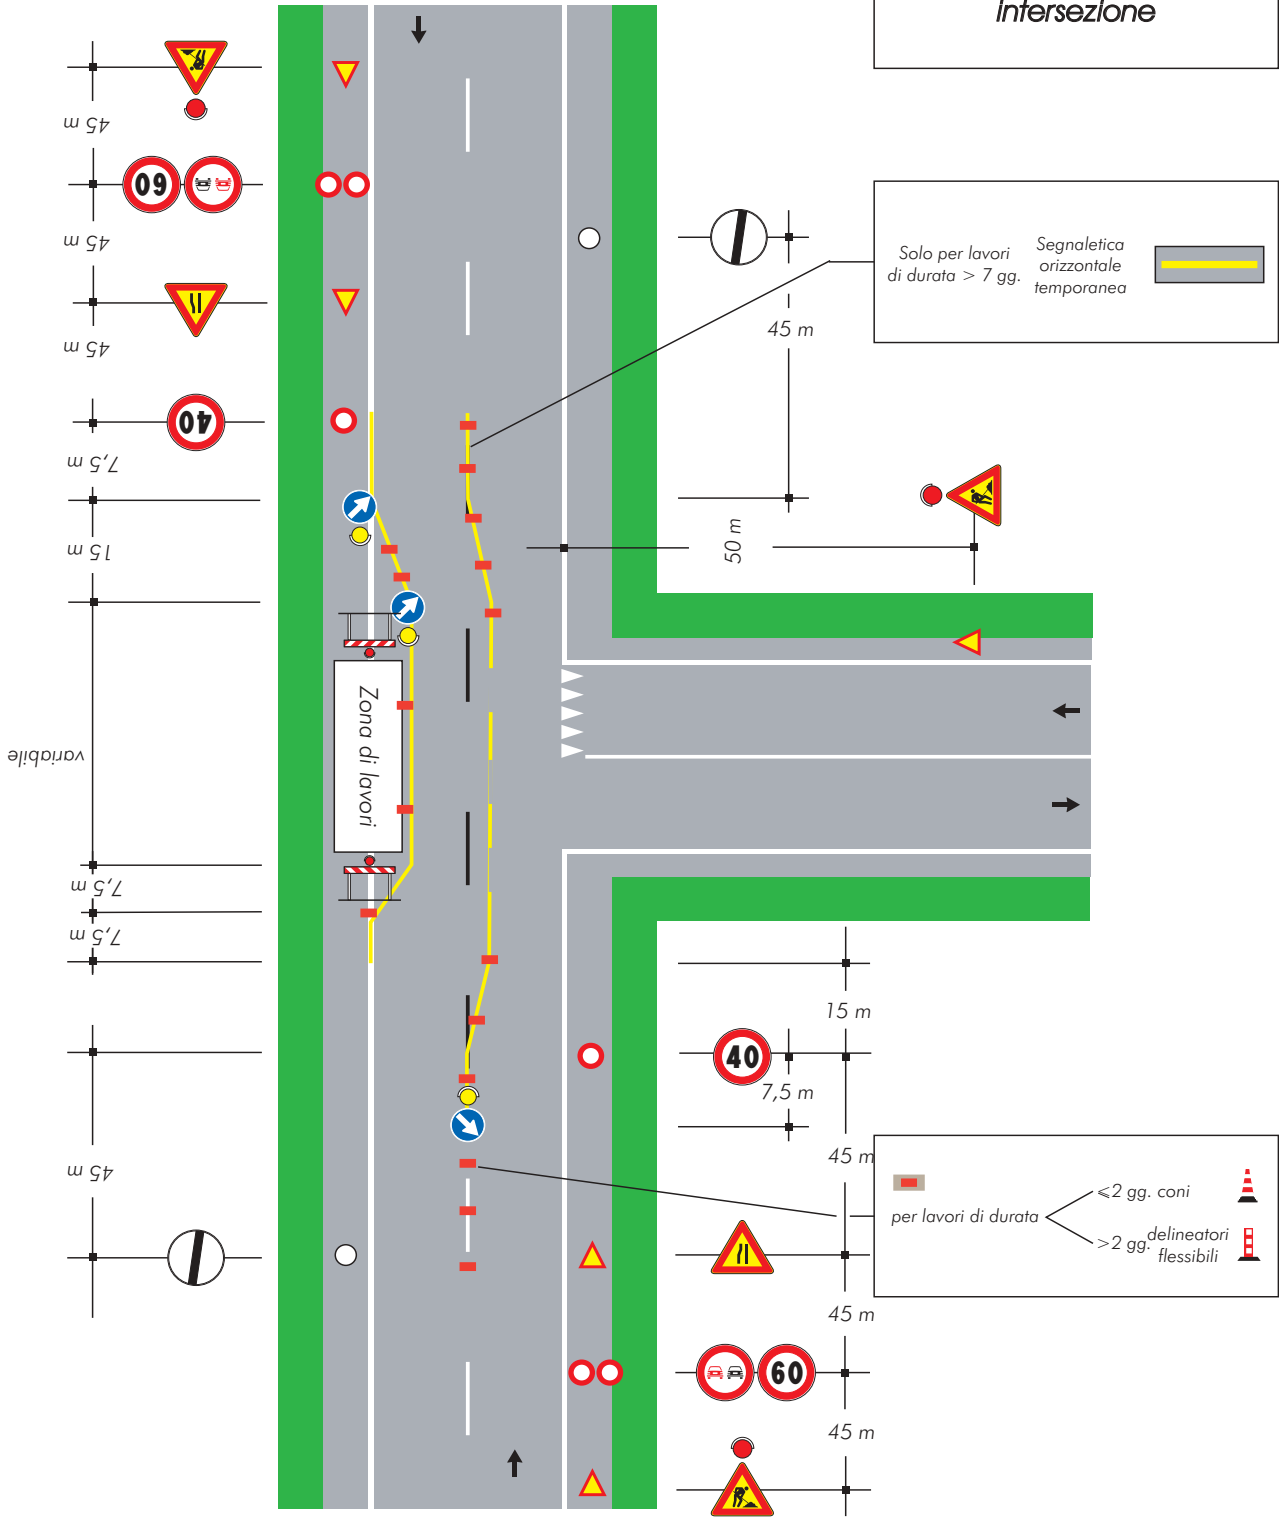 intersezione
45 m
60
45 m
45 m
40
7,5 m
15 m
variabile
7,5 m
7,5 m
45 m
Zona di lavori
45 m
50 m
Solo per lavori
di durata > 7 gg.
Segnaletica
orizzontale
temporanea
15 m
40
7,5 m
45 m
per lavori di durata
⩽2 gg. coni
>2 gg. delineatori
flessibili
45 m
60
45 m